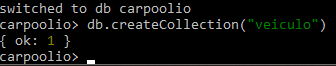 switched to db carpoolio
carpoolio> db.createCollection("veiculo")
{ ok: 1 }
carpoolio>